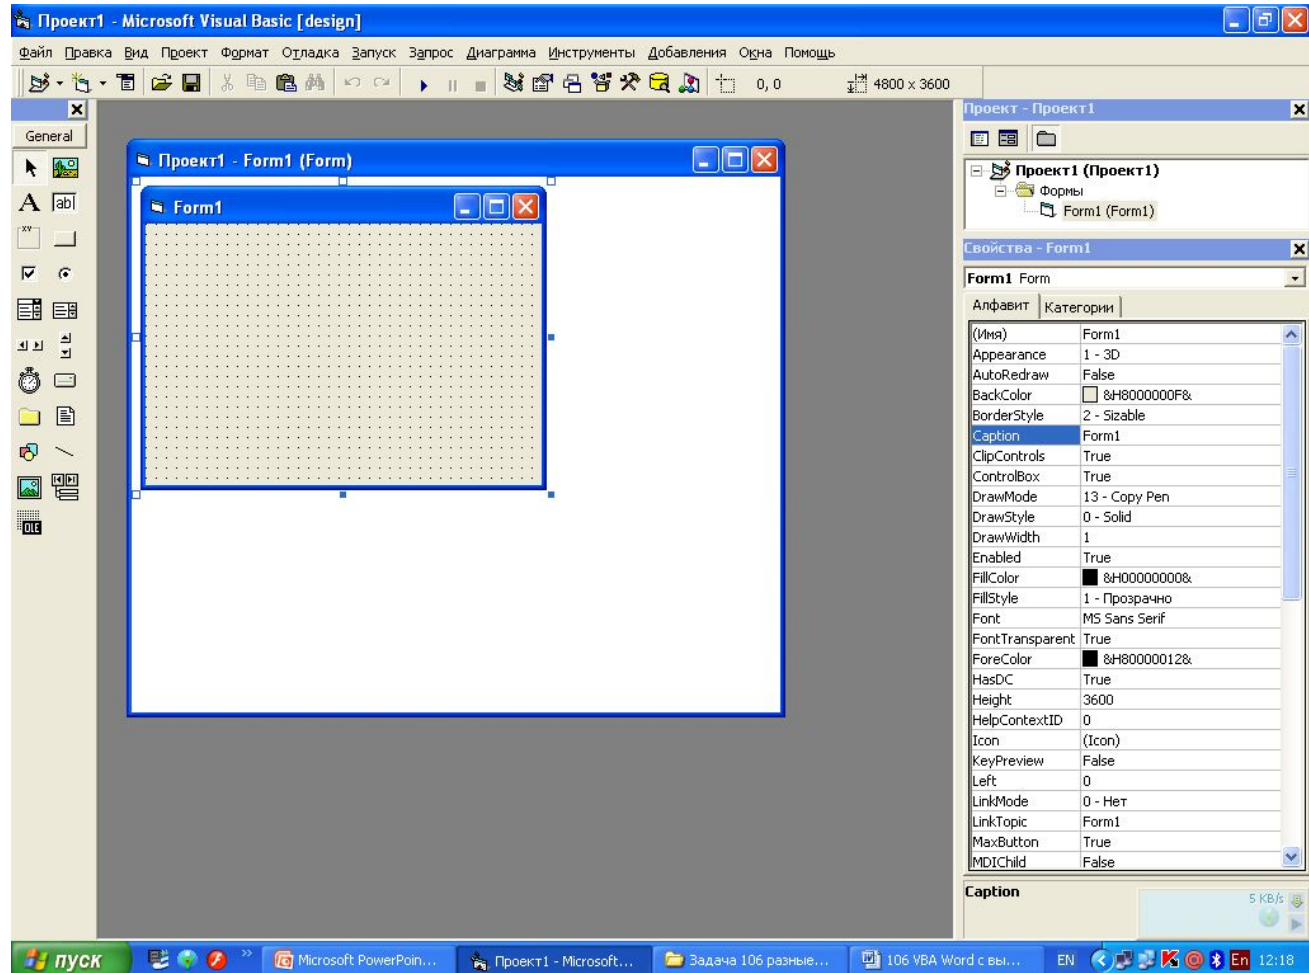 Проект1 - Microsoft Visual Basic [design]
Файл Правка Вид Проект Формат Отладка Запуск Запрос Диаграмма Инструменты Добавления Окна Помощь
0, 0 4800 x 3600
General
A ab|
XY
OLE
Проект1 - Form1 (Form)
Form1
Проект - Проект1
Проект1 (Проект1)
Формы
Form1 (Form1)
Свойства - Form1
Form1 Form
Алфавит Категории
(Имя) Form1
Appearance 1 - 3D
AutoRedraw False
BackColor &H8000000F&
BorderStyle 2 - Sizable
Caption Form1
ClipControls True
ControlBox True
DrawMode 13 - Copy Pen
DrawStyle 0 - Solid
DrawWidth 1
Enabled True
FillColor &H00000000&
FillStyle 1 - Прозрачно
Font MS Sans Serif
FontTransparent True
ForeColor &H80000012&
HasDC True
Height 3600
HelpContextID 0
Icon (Icon)
KeyPreview False
Left 0
LinkMode 0 - Нет
LinkTopic Form1
MaxButton True
MDIChild False
Caption
5 KB/s
пуск Microsoft PowerPoin... Проект1 - Microsoft... Задача 106 разные... 106 VBA Word с вы... EN En 12:18